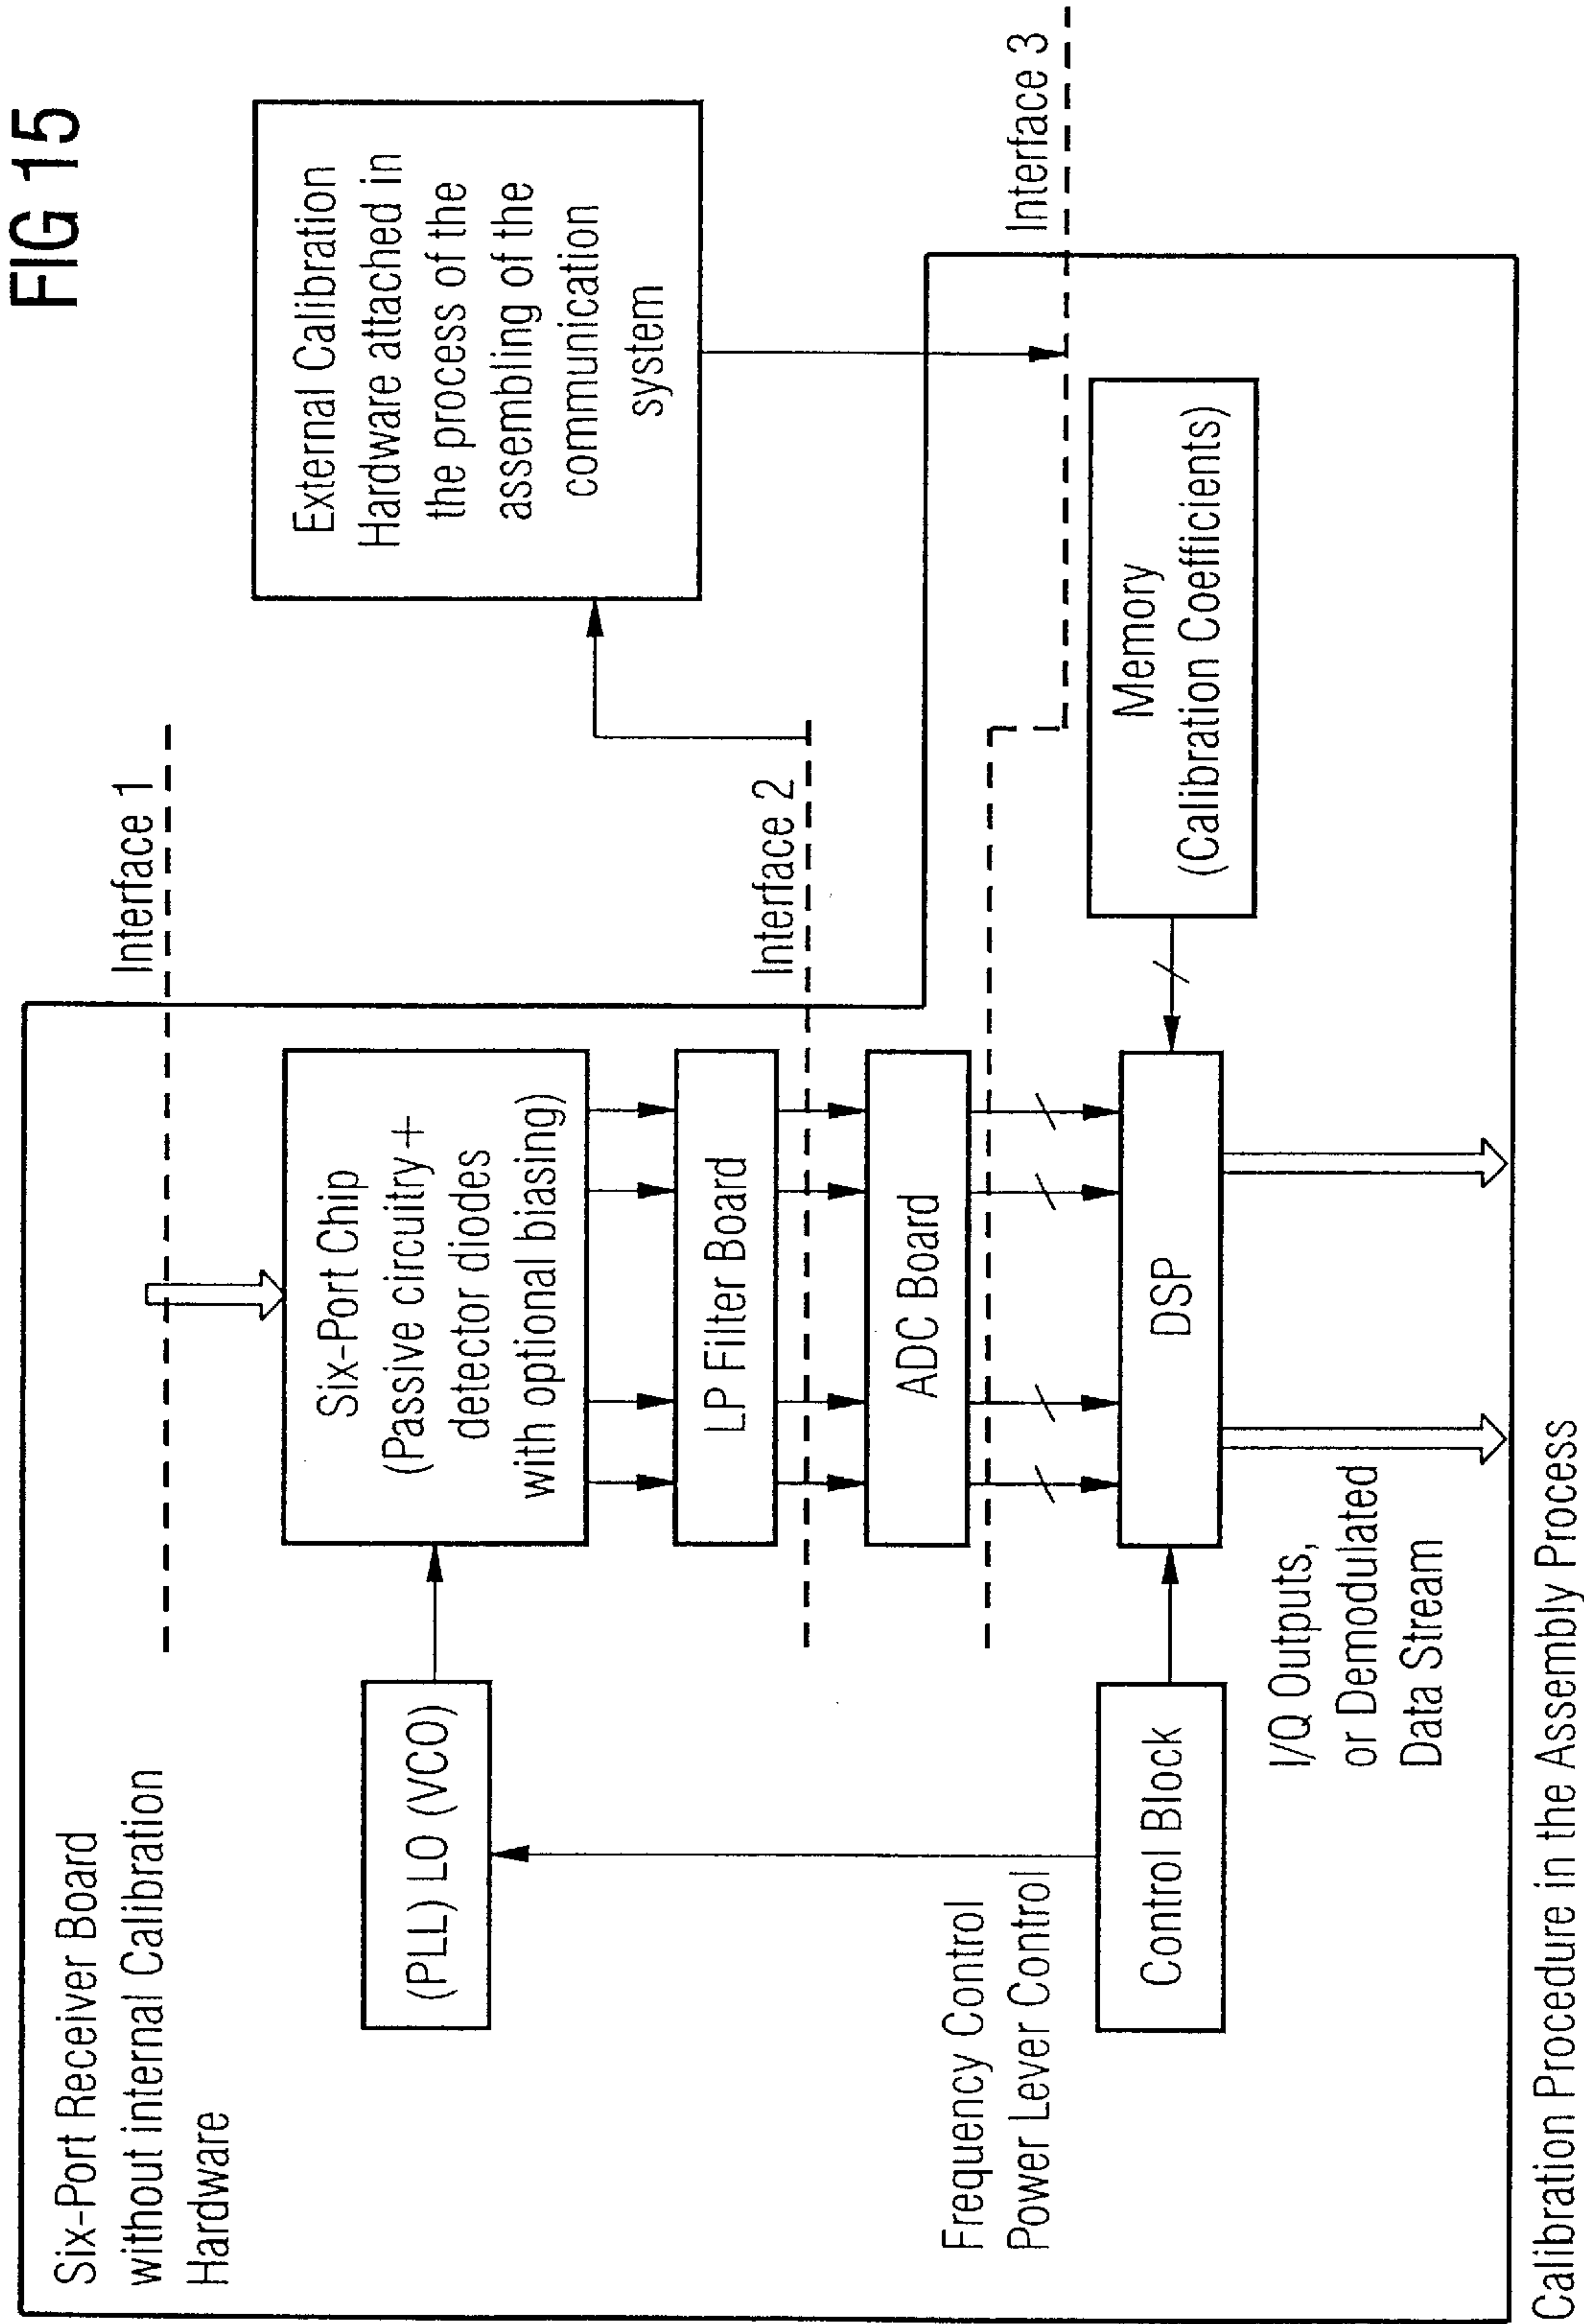 FIG 15
Six-Port Receiver Board
without internal Calibration
Hardware
Interface 1
External Calibration
Hardware attached in
the process of the
assembling of the
communication
system
(PLL) LO (VCO)
Six-Port Chip
(Passive circuitry+
detector diodes
with optional biasing)
LP Filter Board
Interface 2
ADC Board
Interface 3
Frequency Control
Power Lever Control
Control Block
DSP
Memory
(Calibration Coefficients)
I/Q Outputs,
or Demodulated
Data Stream
Calibration Procedure in the Assembly Process